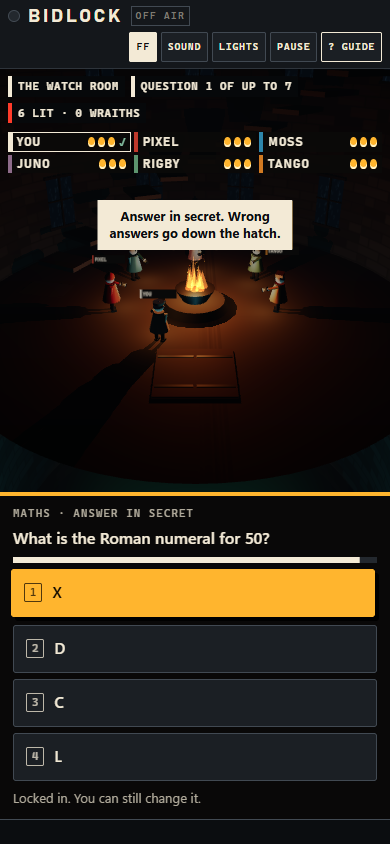 BIDLOCK OFF AIR
FF SOUND LIGHTS PAUSE ? GUIDE
THE WATCH ROOM QUESTION 1 OF UP TO 7
6 LIT · 0 WRAITHS
YOU ✓ PIXEL MOSS
JUNO RIGBY TANGO
Answer in secret. Wrong
answers go down the hatch.
PIXEL
YOU
MATHS · ANSWER IN SECRET
What is the Roman numeral for 50?
1 X
2 D
3 C
4 L
Locked in. You can still change it.